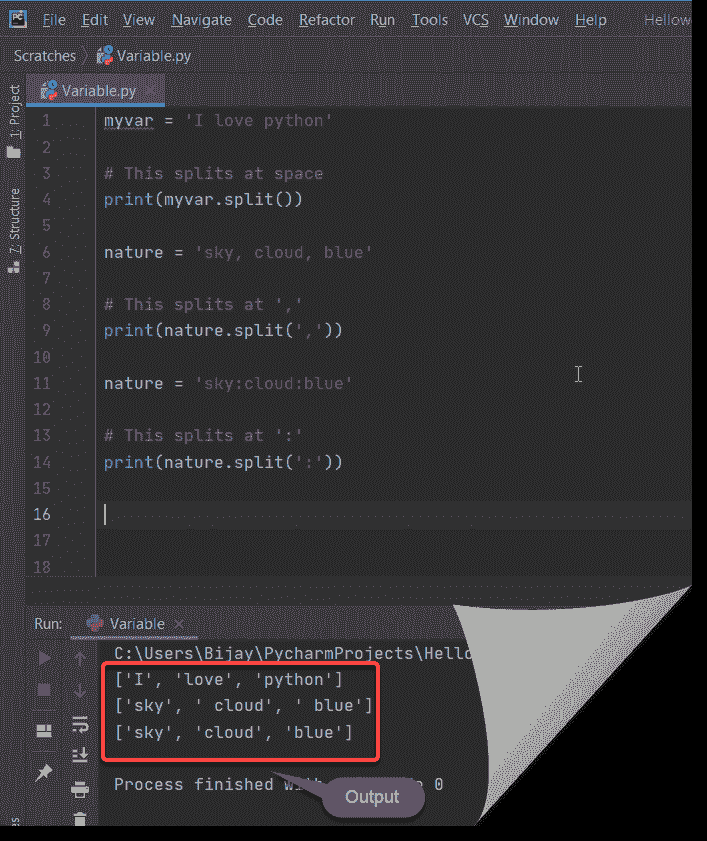 PC File Edit View Navigate Code Refactor Run Tools VCS Window Help Hellow
Scratches Variable.py
Variable.py
1: Project
7: Structure
1 myvar = 'I love python'
2
3 # This splits at space
4 print(myvar.split())
5
6 nature = 'sky, cloud, blue'
7
8 # This splits at ','
9 print(nature.split(','))
10
11 nature = 'sky:cloud:blue'
12
13 # This splits at ':'
14 print(nature.split(':'))
15
16
17
18
Run: Variable
C:\Users\Bijay\PycharmProjects\Hello
['I', 'love', 'python']
['sky', ' cloud', ' blue']
['sky', 'cloud', 'blue']
Process finished 0
Output